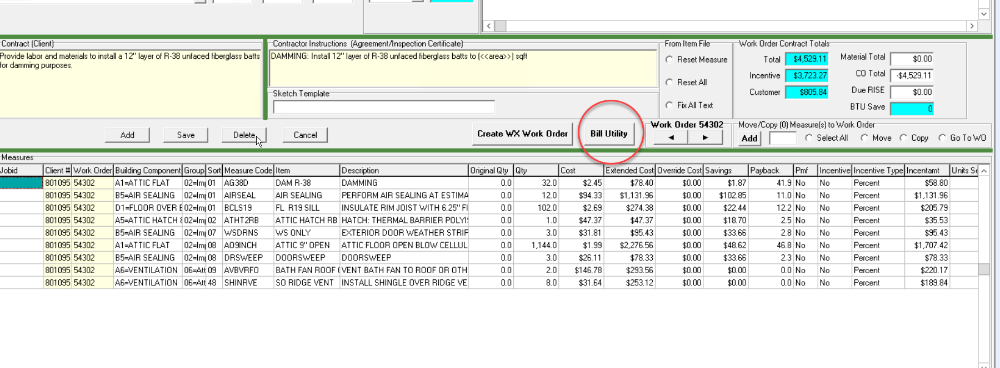 Contract (Client)
Provide labor and materials to install a 12" layer of R-38 unfaced fiberglass batts
for damming purposes.
Contractor Instructions (Agreement/Inspection Certificate)
DAMMING: Install 12" layer of R-38 unfaced fiberglass batts to (<<area>>) sqft
Sketch Template
From Item File
Reset Measure
Reset All
Fix All Text
Work Order Contract Totals
Total $4,529.11 Material Total $0.00
Incentive $3,723.27 CO Total -$4,529.11
Customer $805.84 Due RISE $0.00
BTU Save 0
Add Save Delete Cancel Create WX Work Order Bill Utility
Work Order 54302
Move/Copy (0) Measure(s) to Work Order
Add Select All Move Copy Go To WO
Measures
Jobid Client # Work Order Building Component Group Sort Measure Code Item Description Original Qty Qty Cost Extended Cost Override Cost Savings Payback Pmf Incentive Incentive Type Incentamt Units Se
801095 54302 A1=ATTIC FLAT 02=Imp 01 AG38D DAM R-38 DAMMING 0.0 32.0 $2.45 $78.40 $0.00 $1.87 41.9 No No Percent $58.80
801095 54302 B5=AIR SEALING 02=Imp 01 AIRSEAL AIR SEALING PERFORM AIR SEALING AT ESTIMA 0.0 12.0 $94.33 $1,131.96 $0.00 $102.85 11.0 No No Percent $1,131.96
801095 54302 D1=FLOOR OVER 02=Imp 01 BCLS19 FL R19 SILL INSULATE RIM JOIST WITH 6.25" FI 0.0 102.0 $2.69 $274.38 $0.00 $22.44 12.2 No No Percent $205.79
801095 54302 A5=ATTIC HATCH 02=Imp 02 ATHT2RB ATTIC HATCH RB HATCH: THERMAL BARRIER POLYI 0.0 1.0 $47.37 $47.37 $0.00 $18.70 2.5 No No Percent $35.53
801095 54302 B5=AIR SEALING 02=Imp 07 WSDRNS WS ONLY EXTERIOR DOOR WEATHER STRIF 0.0 3.0 $31.81 $95.43 $0.00 $33.66 2.8 No No Percent $95.43
801095 54302 A1=ATTIC FLAT 02=Imp 08 AO9INCH ATTIC 9" OPEN ATTIC FLOOR OPEN BLOW CELLUL 0.0 1,144.0 $1.99 $2,276.56 $0.00 $48.62 46.8 No No Percent $1,707.42
801095 54302 B5=AIR SEALING 02=Imp 08 DRSWEEP DOORSWEEP DOORSWEEP 0.0 3.0 $26.11 $78.33 $0.00 $33.66 2.3 No No Percent $78.33
801095 54302 A6=VENTILATION 06=Att 09 AVBVRFO BATH FAN ROOF VENT BATH FAN TO ROOF OR OTH 0.0 2.0 $146.78 $293.56 $0.00 $0.00 0.0 No No Percent $220.17
801095 54302 A6=VENTILATION 06=Att 48 SHINRVE SO RIDGE VENT INSTALL SHINGLE OVER RIDGE VE 0.0 8.0 $31.64 $253.12 $0.00 $0.00 0.0 No No Percent $189.84